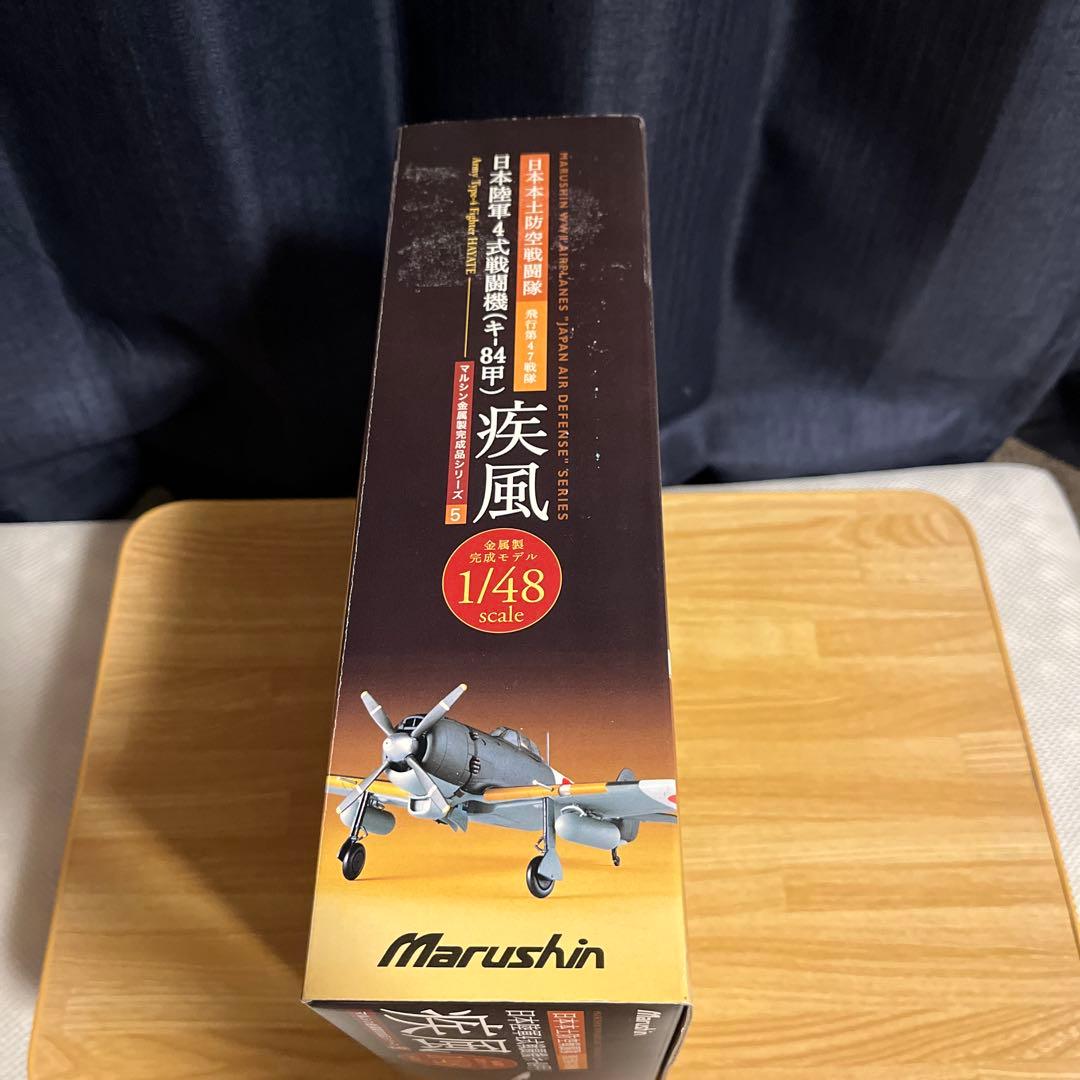 MARUSHIN WWⅡ AIRPLANES "JAPAN AIR DEFENSE" SERIES
日本本土防空戦闘隊 飛行第47戦隊
日本陸軍4式戦闘機(キ-84甲)
疾風
Army Type-4 Fighter HAYATE
マルシン金属製完成品シリーズ 5
金属製
完成モデル
1/48
scale
Marushin
疾風
Marushin